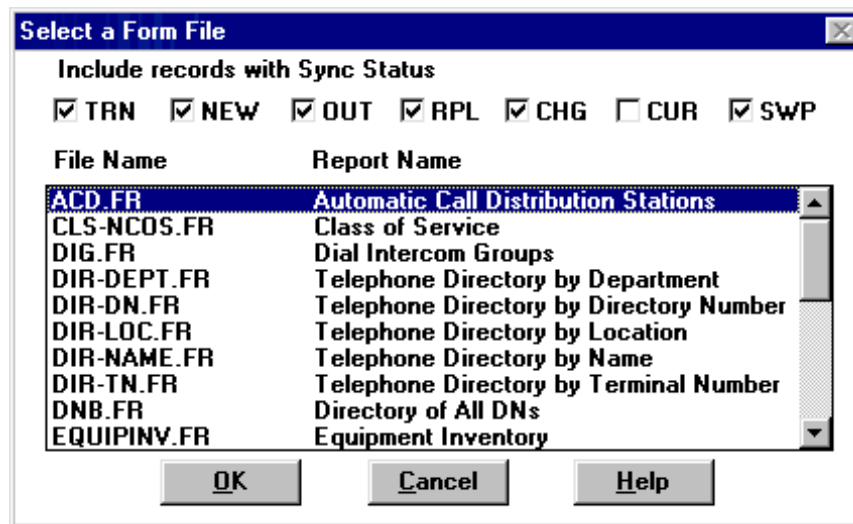 Select a Form File
Include records with Sync Status
TRN NEW OUT RPL CHG CUR SWP
File Name Report Name
ACD.FR Automatic Call Distribution Stations
CLS-NCOS.FR Class of Service
DIG.FR Dial Intercom Groups
DIR-DEPT.FR Telephone Directory by Department
DIR-DN.FR Telephone Directory by Directory Number
DIR-LOC.FR Telephone Directory by Location
DIR-NAME.FR Telephone Directory by Name
DIR-TN.FR Telephone Directory by Terminal Number
DNB.FR Directory of All DNs
EQUIPINV.FR Equipment Inventory
OK Cancel Help